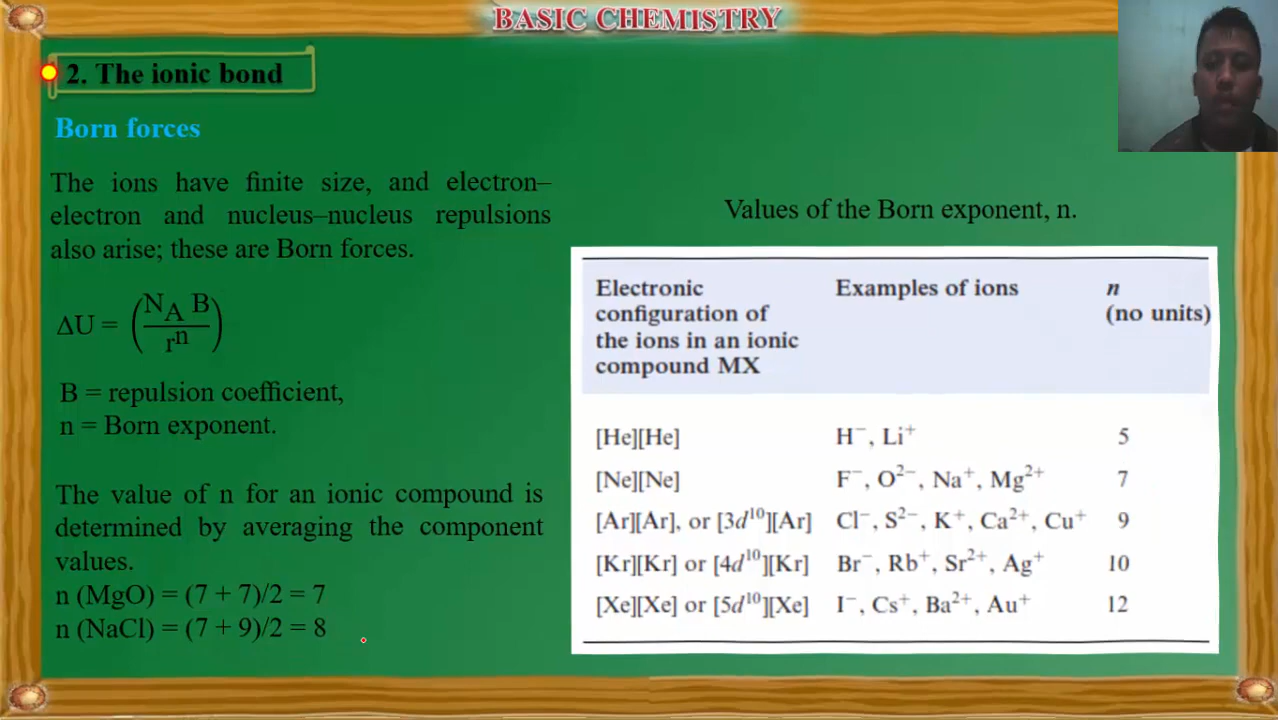 BASIC CHEMISTRY
2. The ionic bond
Born forces
The ions have finite size, and electron–
electron and nucleus–nucleus repulsions
also arise; these are Born forces.
ΔU = (N_A B / rⁿ)
B = repulsion coefficient,
n = Born exponent.
The value of n for an ionic compound is
determined by averaging the component
values.
n (MgO) = (7 + 7)/2 = 7
n (NaCl) = (7 + 9)/2 = 8
Values of the Born exponent, n.
Electronic configuration of the ions in an ionic compound MX Examples of ions n (no units)
[He][He] H⁻, Li⁺ 5
[Ne][Ne] F⁻, O²⁻, Na⁺, Mg²⁺ 7
[Ar][Ar], or [3d¹⁰][Ar] Cl⁻, S²⁻, K⁺, Ca²⁺, Cu⁺ 9
[Kr][Kr] or [4d¹⁰][Kr] Br⁻, Rb⁺, Sr²⁺, Ag⁺ 10
[Xe][Xe] or [5d¹⁰][Xe] I⁻, Cs⁺, Ba²⁺, Au⁺ 12